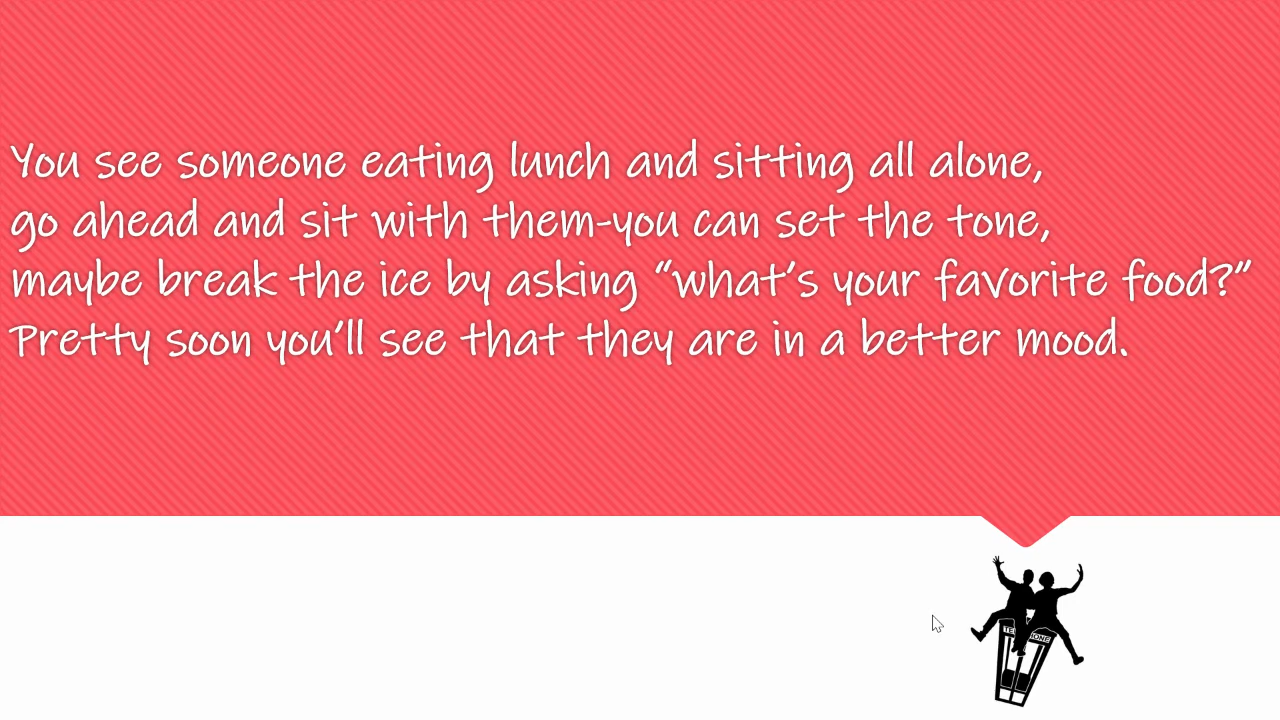 You see someone eating lunch and sitting all alone,
go ahead and sit with them-you can set the tone,
maybe break the ice by asking “what’s your favorite food?”
Pretty soon you’ll see that they are in a better mood.